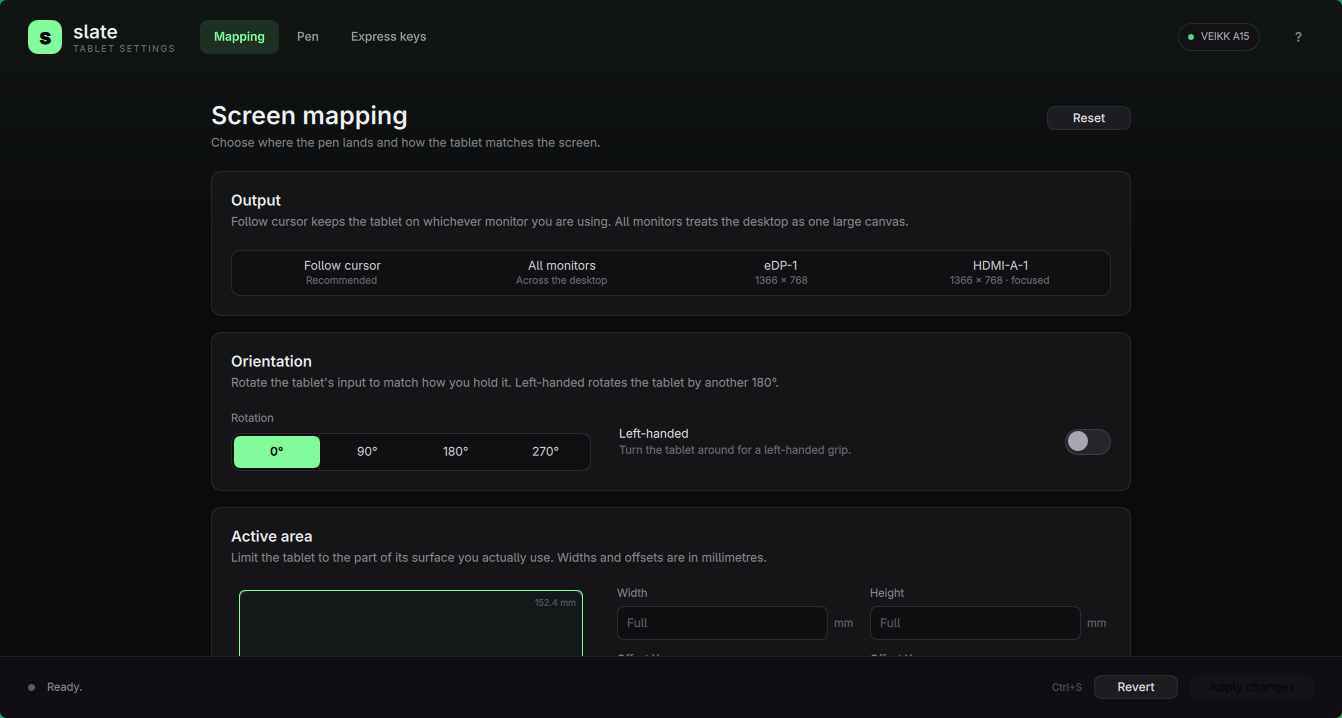 S slate
TABLET SETTINGS
Mapping Pen Express keys
VEIKK A15 ?
Screen mapping
Choose where the pen lands and how the tablet matches the screen.
Reset
Output
Follow cursor keeps the tablet on whichever monitor you are using. All monitors treats the desktop as one large canvas.
Follow cursor All monitors eDP-1 HDMI-A-1
Recommended Across the desktop 1366 × 768 1366 × 768 · focused
Orientation
Rotate the tablet's input to match how you hold it. Left-handed rotates the tablet by another 180°.
Rotation
0° 90° 180° 270°
Left-handed
Turn the tablet around for a left-handed grip.
Active area
Limit the tablet to the part of its surface you actually use. Widths and offsets are in millimetres.
152.4 mm
Width Height
Full mm Full mm
Ready.
Ctrl+S Revert Apply changes